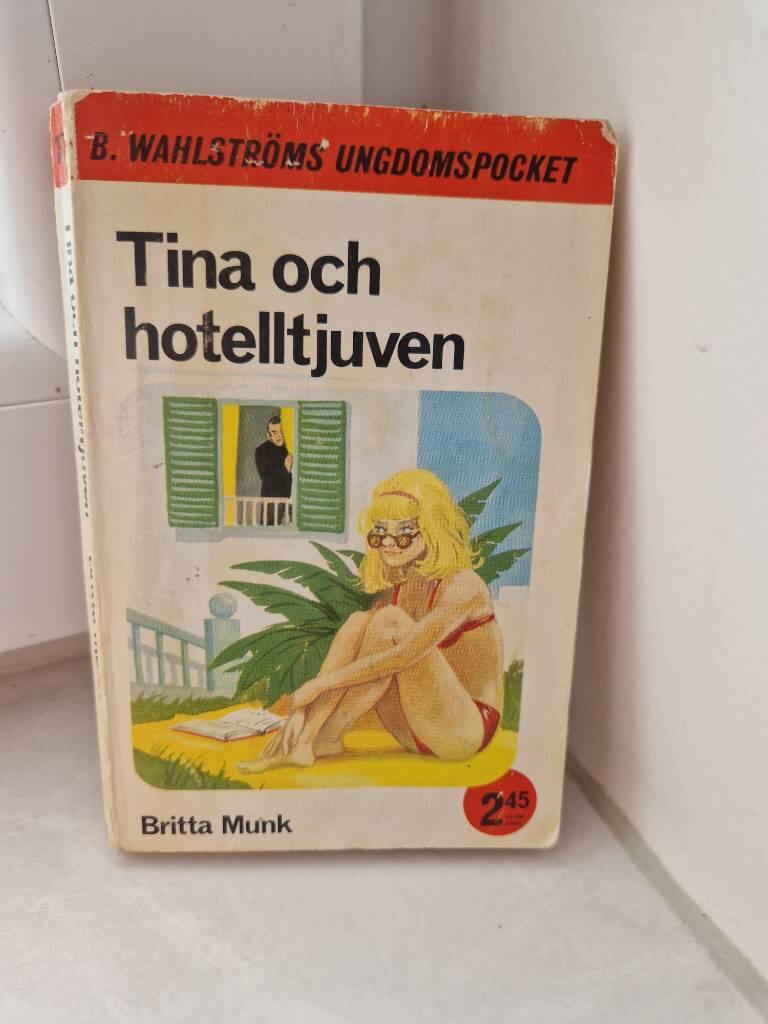 B. WAHLSTRÖMS UNGDOMSPOCKET
Tina och
hotelltjuven
Britta Munk
2 45